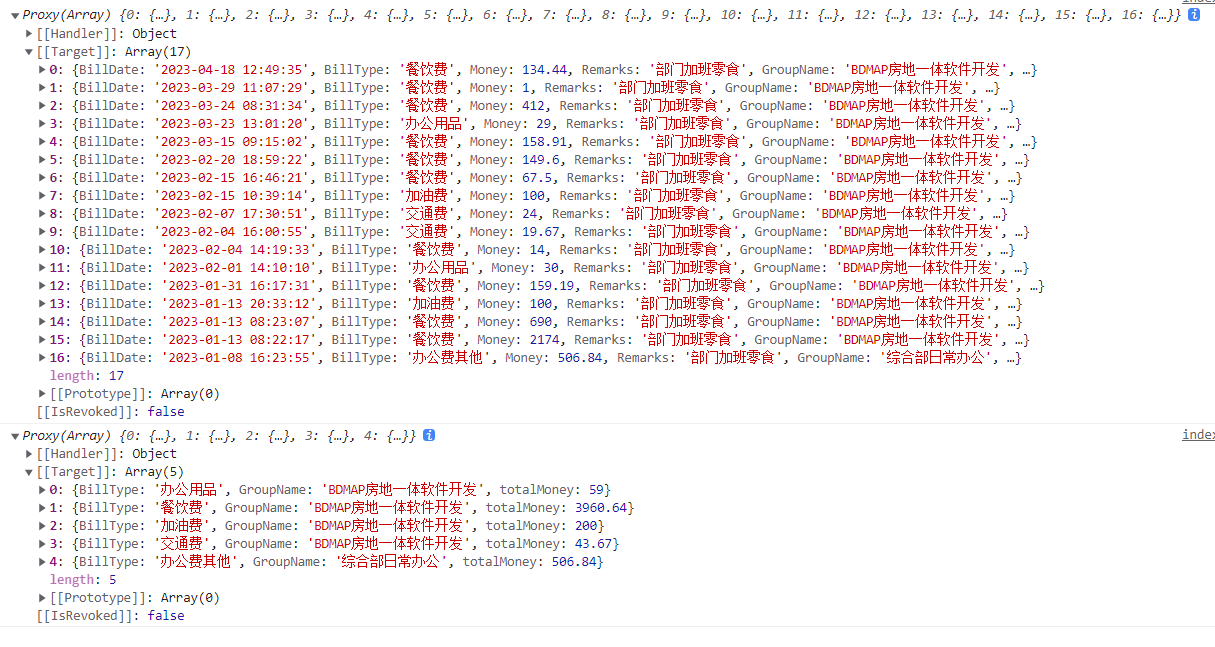 index
Proxy(Array) {0: {…}, 1: {…}, 2: {…}, 3: {…}, 4: {…}, 5: {…}, 6: {…}, 7: {…}, 8: {…}, 9: {…}, 10: {…}, 11: {…}, 12: {…}, 13: {…}, 14: {…}, 15: {…}, 16: {…}}
[[Handler]]: Object
[[Target]]: Array(17)
0: {BillDate: '2023-04-18 12:49:35', BillType: '餐饮费', Money: 134.44, Remarks: '部门加班零食', GroupName: 'BDMAP房地一体软件开发', …}
1: {BillDate: '2023-03-29 11:07:29', BillType: '餐饮费', Money: 1, Remarks: '部门加班零食', GroupName: 'BDMAP房地一体软件开发', …}
2: {BillDate: '2023-03-24 08:31:34', BillType: '餐饮费', Money: 412, Remarks: '部门加班零食', GroupName: 'BDMAP房地一体软件开发', …}
3: {BillDate: '2023-03-23 13:01:20', BillType: '办公用品', Money: 29, Remarks: '部门加班零食', GroupName: 'BDMAP房地一体软件开发', …}
4: {BillDate: '2023-03-15 09:15:02', BillType: '餐饮费', Money: 158.91, Remarks: '部门加班零食', GroupName: 'BDMAP房地一体软件开发', …}
5: {BillDate: '2023-02-20 18:59:22', BillType: '餐饮费', Money: 149.6, Remarks: '部门加班零食', GroupName: 'BDMAP房地一体软件开发', …}
6: {BillDate: '2023-02-15 16:46:21', BillType: '餐饮费', Money: 67.5, Remarks: '部门加班零食', GroupName: 'BDMAP房地一体软件开发', …}
7: {BillDate: '2023-02-15 10:39:14', BillType: '加油费', Money: 100, Remarks: '部门加班零食', GroupName: 'BDMAP房地一体软件开发', …}
8: {BillDate: '2023-02-07 17:30:51', BillType: '交通费', Money: 24, Remarks: '部门加班零食', GroupName: 'BDMAP房地一体软件开发', …}
9: {BillDate: '2023-02-04 16:00:55', BillType: '交通费', Money: 19.67, Remarks: '部门加班零食', GroupName: 'BDMAP房地一体软件开发', …}
10: {BillDate: '2023-02-04 14:19:33', BillType: '餐饮费', Money: 14, Remarks: '部门加班零食', GroupName: 'BDMAP房地一体软件开发', …}
11: {BillDate: '2023-02-01 14:10:10', BillType: '办公用品', Money: 30, Remarks: '部门加班零食', GroupName: 'BDMAP房地一体软件开发', …}
12: {BillDate: '2023-01-31 16:17:31', BillType: '餐饮费', Money: 159.19, Remarks: '部门加班零食', GroupName: 'BDMAP房地一体软件开发', …}
13: {BillDate: '2023-01-13 20:33:12', BillType: '加油费', Money: 100, Remarks: '部门加班零食', GroupName: 'BDMAP房地一体软件开发', …}
14: {BillDate: '2023-01-13 08:23:07', BillType: '餐饮费', Money: 690, Remarks: '部门加班零食', GroupName: 'BDMAP房地一体软件开发', …}
15: {BillDate: '2023-01-13 08:22:17', BillType: '餐饮费', Money: 2174, Remarks: '部门加班零食', GroupName: 'BDMAP房地一体软件开发', …}
16: {BillDate: '2023-01-08 16:23:55', BillType: '办公费其他', Money: 506.84, Remarks: '部门加班零食', GroupName: '综合部日常办公', …}
length: 17
[[Prototype]]: Array(0)
[[IsRevoked]]: false
Proxy(Array) {0: {…}, 1: {…}, 2: {…}, 3: {…}, 4: {…}} index
[[Handler]]: Object
[[Target]]: Array(5)
0: {BillType: '办公用品', GroupName: 'BDMAP房地一体软件开发', totalMoney: 59}
1: {BillType: '餐饮费', GroupName: 'BDMAP房地一体软件开发', totalMoney: 3960.64}
2: {BillType: '加油费', GroupName: 'BDMAP房地一体软件开发', totalMoney: 200}
3: {BillType: '交通费', GroupName: 'BDMAP房地一体软件开发', totalMoney: 43.67}
4: {BillType: '办公费其他', GroupName: '综合部日常办公', totalMoney: 506.84}
length: 5
[[Prototype]]: Array(0)
[[IsRevoked]]: false